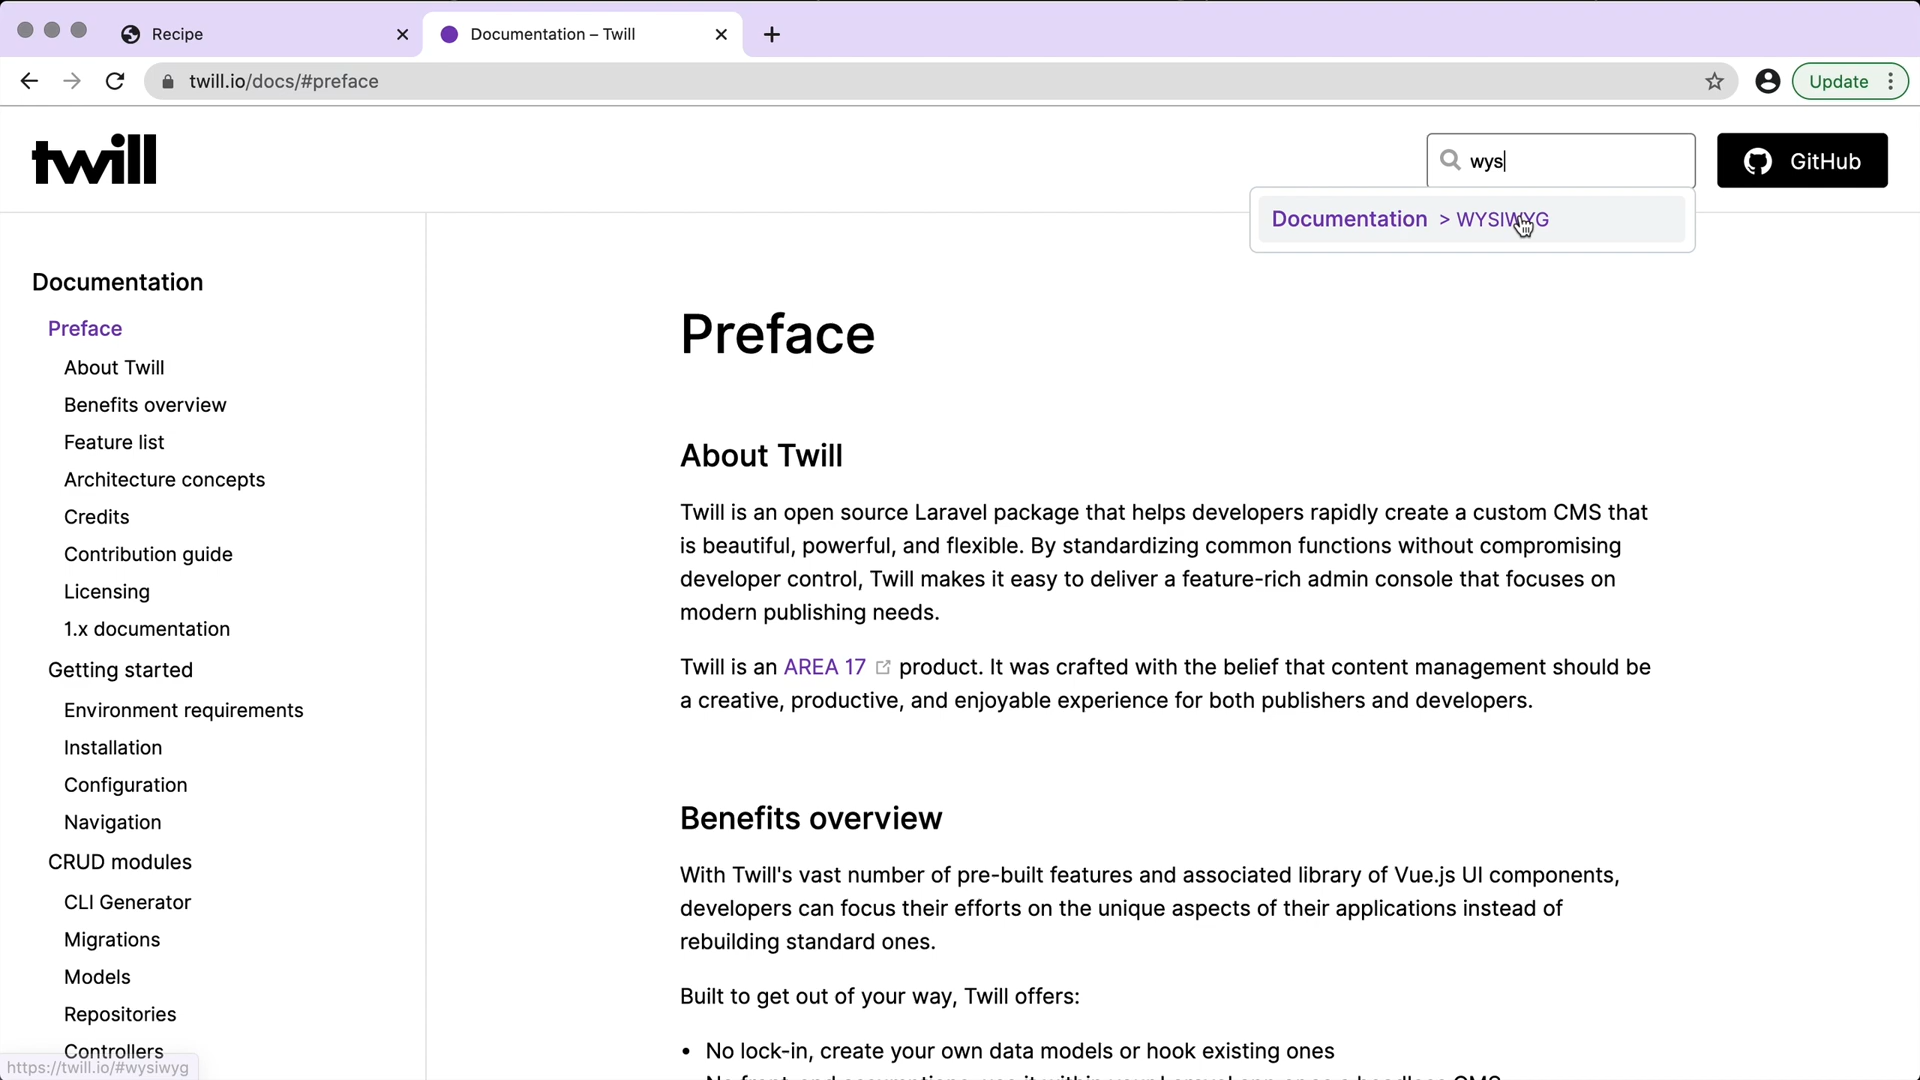 Recipe
Documentation – Twill
twill.io/docs/#preface
Update
twill
wys
GitHub
Documentation > WYSIWYG
Documentation
Preface
About Twill
Benefits overview
Feature list
Architecture concepts
Credits
Contribution guide
Licensing
1.x documentation
Getting started
Environment requirements
Installation
Configuration
Navigation
CRUD modules
CLI Generator
Migrations
Models
Repositories
Controllers
https://twill.io/#wysiwyg
Preface
About Twill
Twill is an open source Laravel package that helps developers rapidly create a custom CMS that
is beautiful, powerful, and flexible. By standardizing common functions without compromising
developer control, Twill makes it easy to deliver a feature-rich admin console that focuses on
modern publishing needs.
Twill is an AREA 17 product. It was crafted with the belief that content management should be
a creative, productive, and enjoyable experience for both publishers and developers.
Benefits overview
With Twill's vast number of pre-built features and associated library of Vue.js UI components,
developers can focus their efforts on the unique aspects of their applications instead of
rebuilding standard ones.
Built to get out of your way, Twill offers:
• No lock-in, create your own data models or hook existing ones